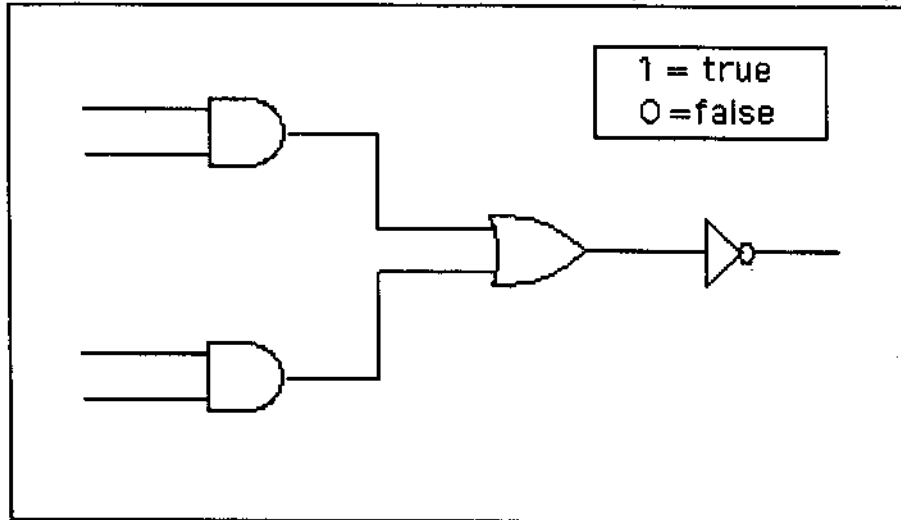 1 = true
0 =false